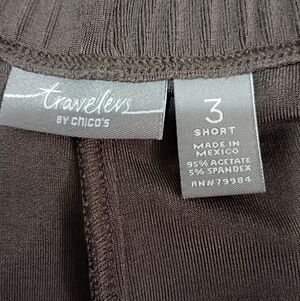 travelers
BY CHICO'S
3
SHORT
MADE IN
MEXICO
95% ACETATE
5% SPANDEX
RN#79984